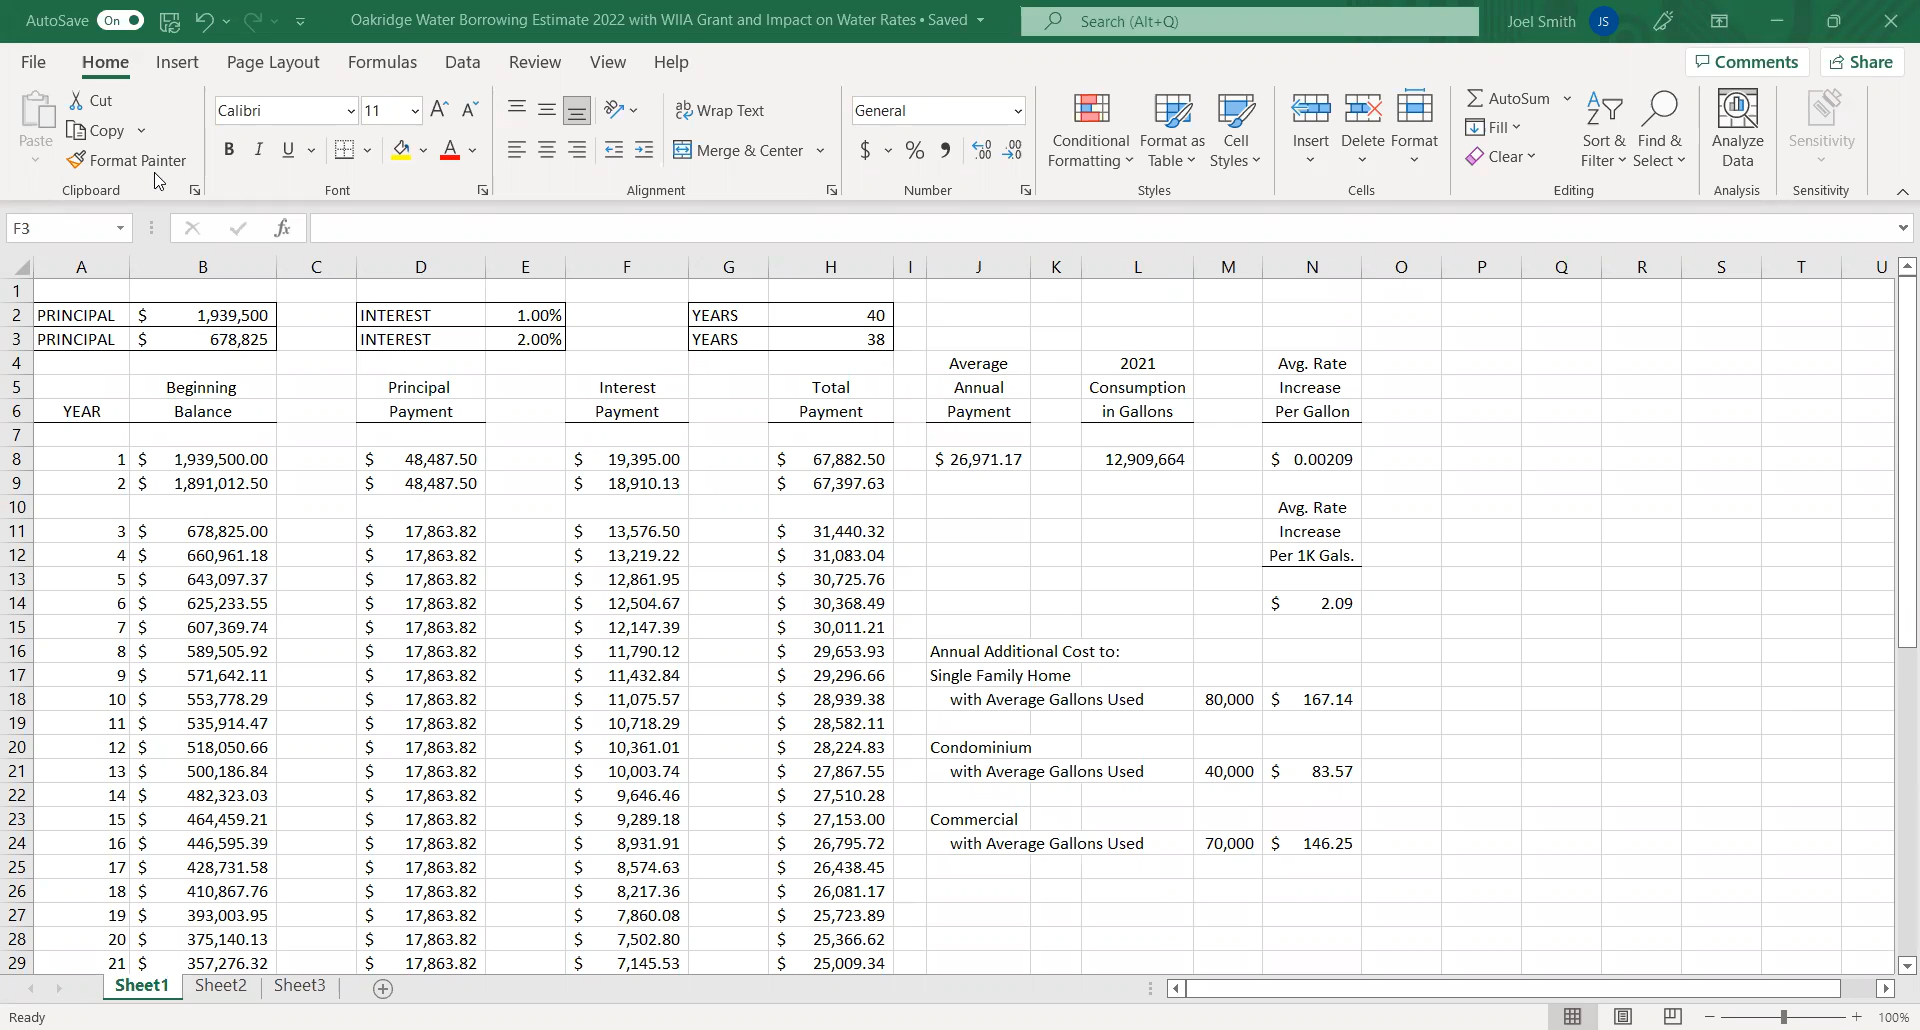 AutoSave On Oakridge Water Borrowing Estimate 2022 with WIIA Grant and Impact on Water Rates • Saved Search (Alt+Q) Joel Smith JS
File Home Insert Page Layout Formulas Data Review View Help Comments Share
Cut
Copy
Format Painter
Paste
Clipboard
Calibri 11
B I U A
Font
ab Wrap Text
Merge & Center
Alignment
General
$ % 9 .00 .00
Number
Conditional Formatting
Format as Table
Cell Styles
Styles
Insert Delete Format
Cells
AutoSum
Fill
Clear
Sort & Filter
Find & Select
Editing
Analyze Data
Analysis
Sensitivity
Sensitivity
F3 fx
A B C D E F G H I J K L M N O P Q R S T U
1
2 PRINCIPAL $ 1,939,500 INTEREST 1.00% YEARS 40
3 PRINCIPAL $ 678,825 INTEREST 2.00% YEARS 38
4 Average 2021 Avg. Rate
5 Beginning Principal Interest Total Annual Consumption Increase
6 YEAR Balance Payment Payment Payment Payment in Gallons Per Gallon
7
8 1 $ 1,939,500.00 $ 48,487.50 $ 19,395.00 $ 67,882.50 $ 26,971.17 12,909,664 $ 0.00209
9 2 $ 1,891,012.50 $ 48,487.50 $ 18,910.13 $ 67,397.63
10 Avg. Rate
11 3 $ 678,825.00 $ 17,863.82 $ 13,576.50 $ 31,440.32 Increase
12 4 $ 660,961.18 $ 17,863.82 $ 13,219.22 $ 31,083.04 Per 1K Gals.
13 5 $ 643,097.37 $ 17,863.82 $ 12,861.95 $ 30,725.76
14 6 $ 625,233.55 $ 17,863.82 $ 12,504.67 $ 30,368.49 $ 2.09
15 7 $ 607,369.74 $ 17,863.82 $ 12,147.39 $ 30,011.21
16 8 $ 589,505.92 $ 17,863.82 $ 11,790.12 $ 29,653.93 Annual Additional Cost to:
17 9 $ 571,642.11 $ 17,863.82 $ 11,432.84 $ 29,296.66 Single Family Home
18 10 $ 553,778.29 $ 17,863.82 $ 11,075.57 $ 28,939.38 with Average Gallons Used 80,000 $ 167.14
19 11 $ 535,914.47 $ 17,863.82 $ 10,718.29 $ 28,582.11
20 12 $ 518,050.66 $ 17,863.82 $ 10,361.01 $ 28,224.83 Condominium
21 13 $ 500,186.84 $ 17,863.82 $ 10,003.74 $ 27,867.55 with Average Gallons Used 40,000 $ 83.57
22 14 $ 482,323.03 $ 17,863.82 $ 9,646.46 $ 27,510.28
23 15 $ 464,459.21 $ 17,863.82 $ 9,289.18 $ 27,153.00 Commercial
24 16 $ 446,595.39 $ 17,863.82 $ 8,931.91 $ 26,795.72 with Average Gallons Used 70,000 $ 146.25
25 17 $ 428,731.58 $ 17,863.82 $ 8,574.63 $ 26,438.45
26 18 $ 410,867.76 $ 17,863.82 $ 8,217.36 $ 26,081.17
27 19 $ 393,003.95 $ 17,863.82 $ 7,860.08 $ 25,723.89
28 20 $ 375,140.13 $ 17,863.82 $ 7,502.80 $ 25,366.62
29 21 $ 357,276.32 $ 17,863.82 $ 7,145.53 $ 25,009.34
Sheet1 Sheet2 Sheet3
Ready 100%